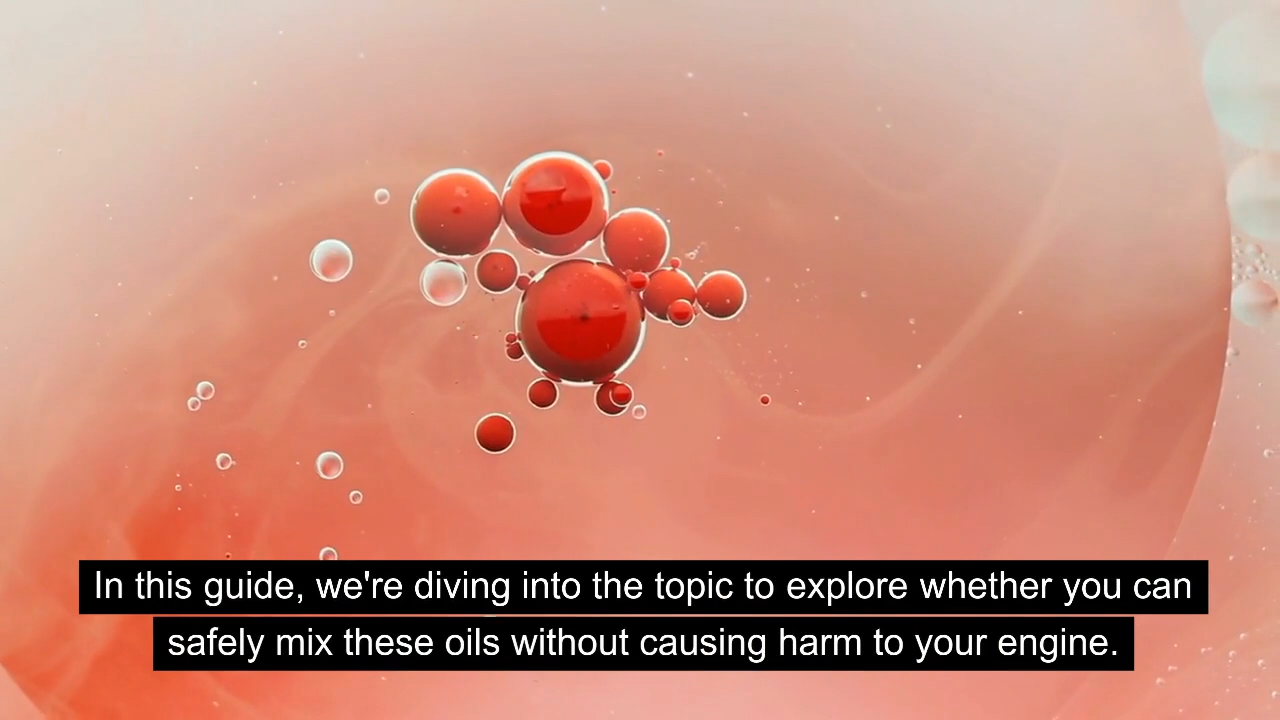 In this guide, we're diving into the topic to explore whether you can
safely mix these oils without causing harm to your engine.